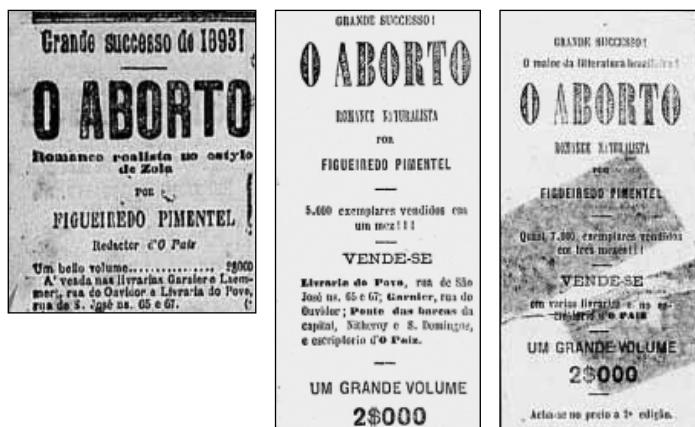 Grande successo de 1893!
O ABORTO
Romance realista no estylo
de Zola
POR
FIGUEIREDO PIMENTEL
Redactor d'O Paiz
Um bello volume.............. 2$000
A' venda nas livrarias Garnier e Laem-
mert, rua do Ouvidor e Livraria do Povo,
rua de S. José ns. 65 e 67. (·
GRANDE SUCCESSO!
O ABORTO
ROMANCE NATURALISTA
POR
FIGUEIREDO PIMENTEL
5.000 exemplares vendidos em
um mez!!!
VENDE-SE
Livraria do Povo, rua de São
José ns. 65 e 67; Garnier, rua do
Ouvidor; Ponte das barcas da
capital, Nitheroy e S. Domingos,
e escriptorio d'O Paiz.
UM GRANDE VOLUME
2$000
GRANDE SUCCESSO!
O maior da litteratura brazileira!
O ABORTO
ROMANCE NATURALISTA
POR
FIGUEIREDO PIMENTEL
Quasi 7.000 exemplares vendidos
em tres mezes!!!
VENDE-SE
em varias livrarias e no es-
criptorio d'O PAIZ
UM GRANDE VOLUME
2$000
Acha-se no prelo a 2ª edição.